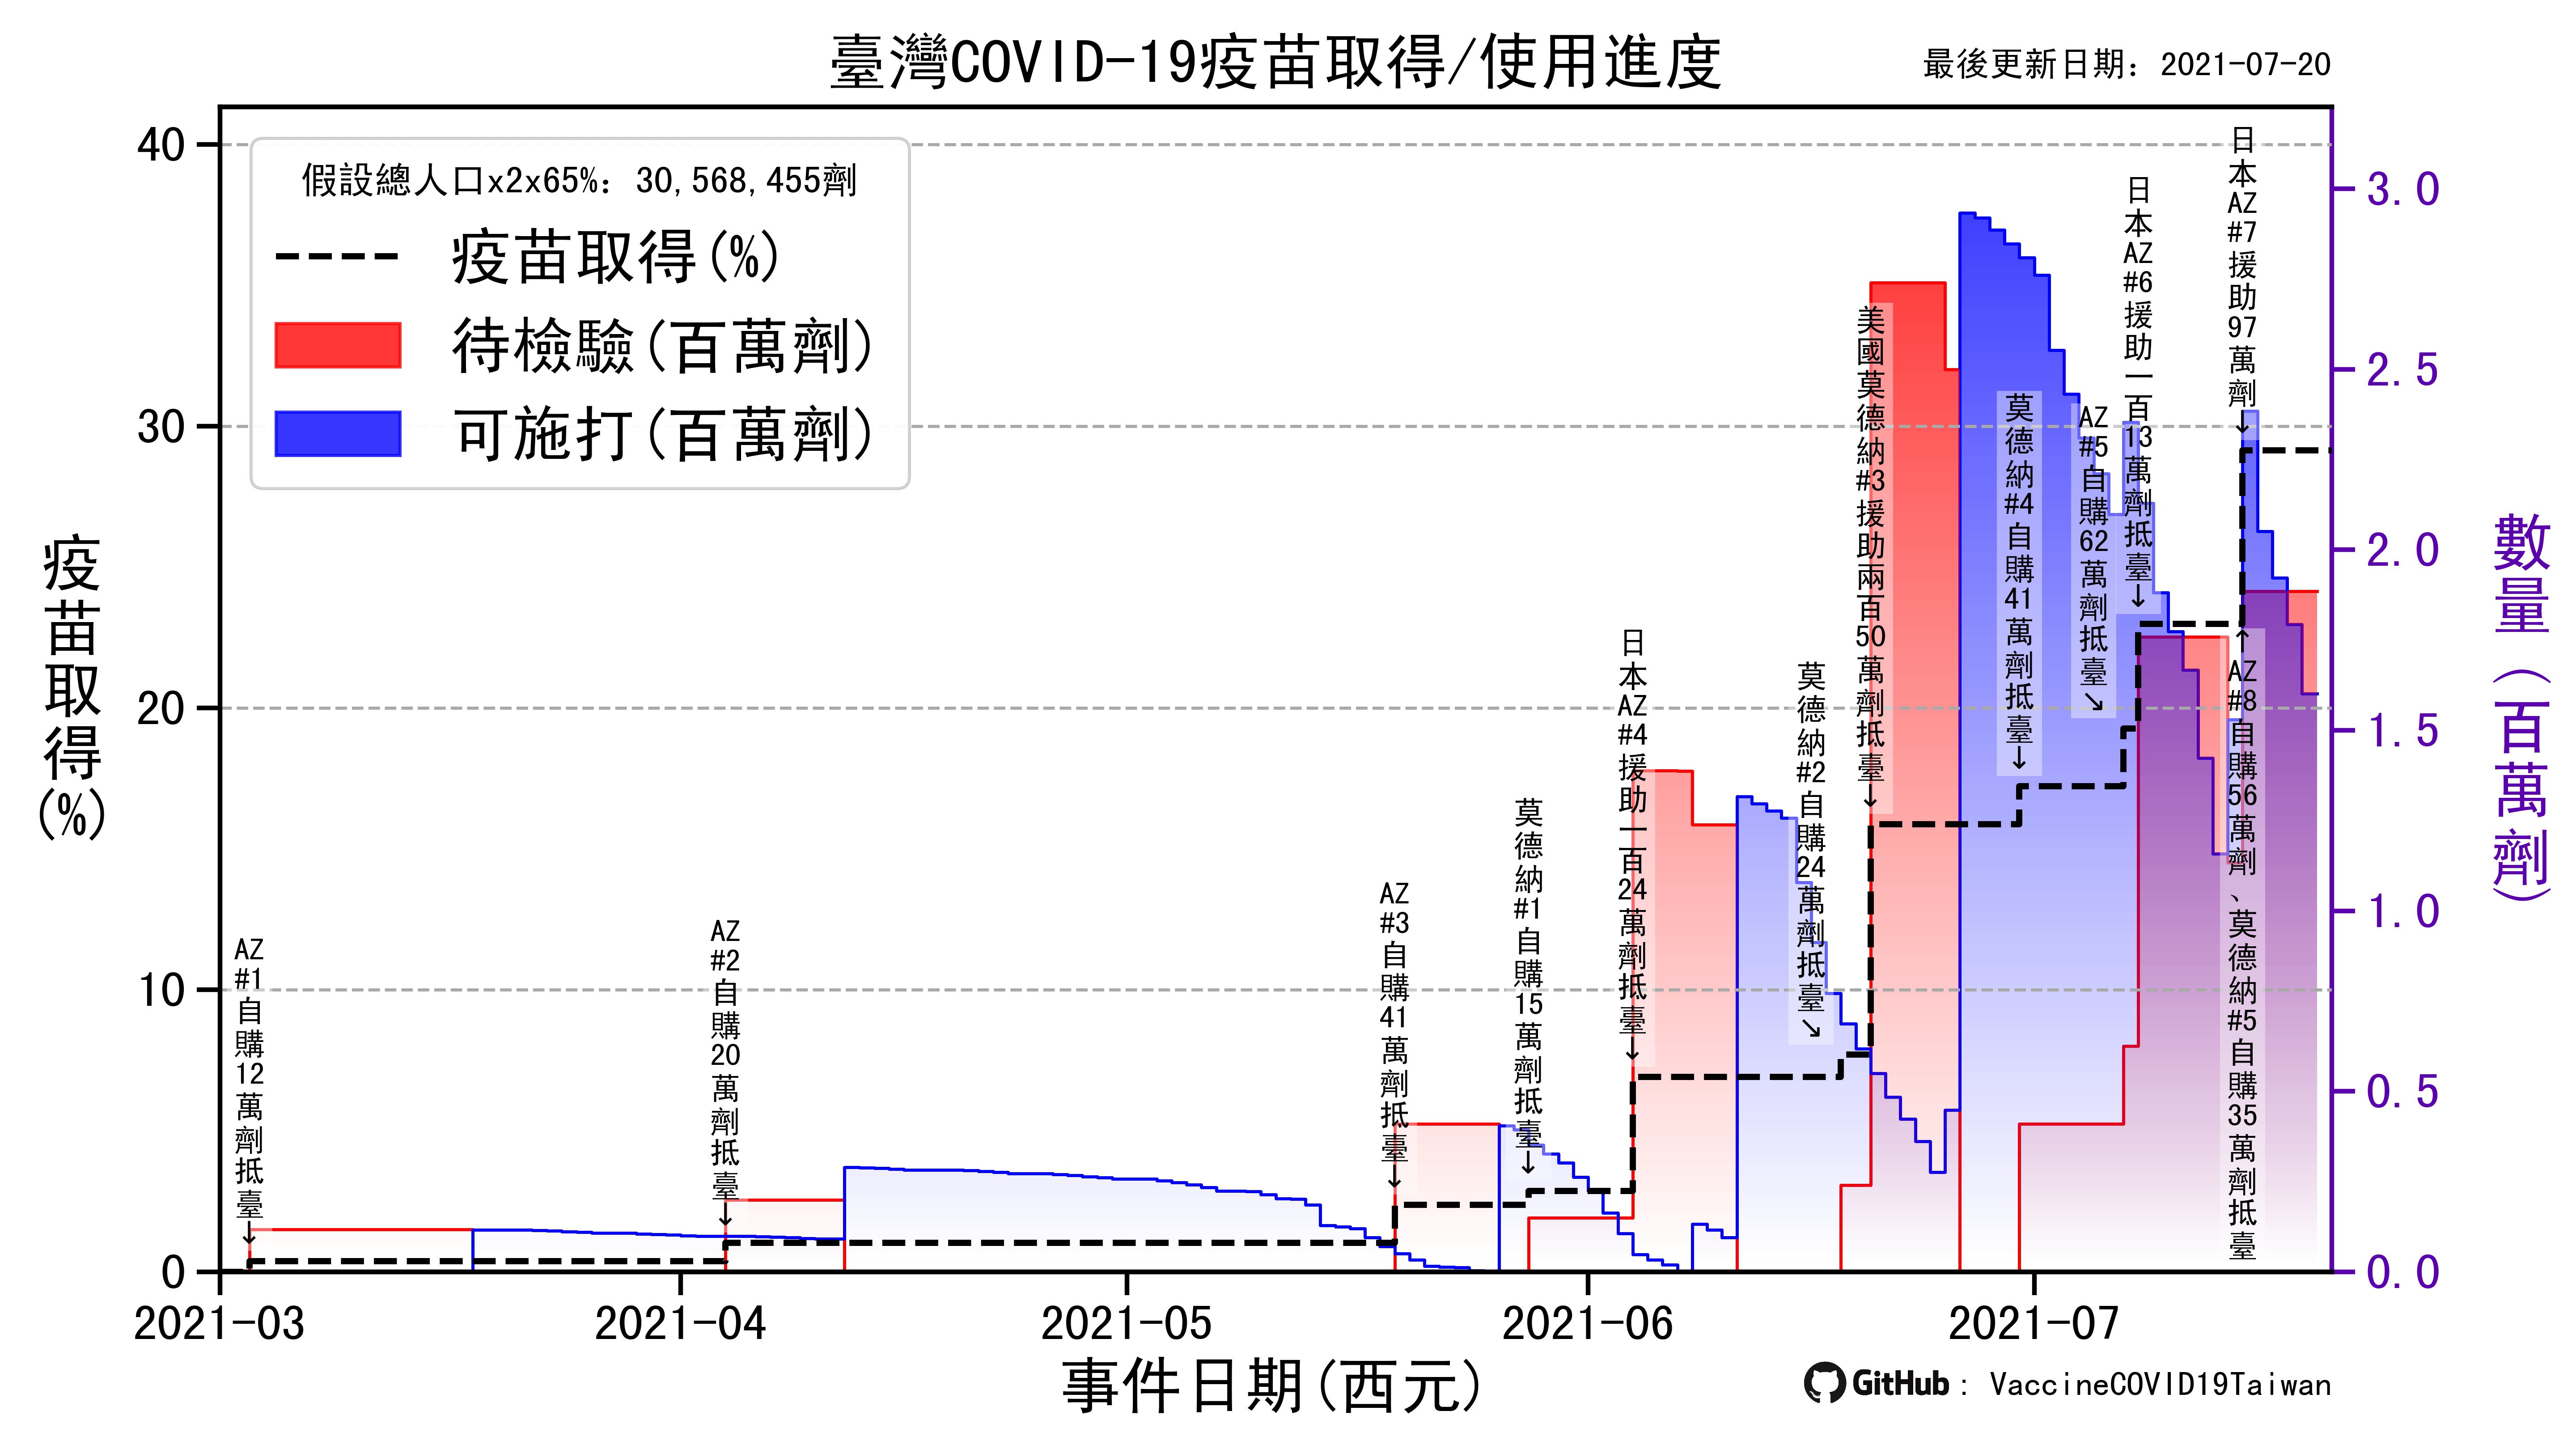 臺灣COVID-19疫苗取得/使用進度
最後更新日期：2021-07-20
假設總人口x2x65%：30,568,455劑
疫苗取得(%)
待檢驗(百萬劑)
可施打(百萬劑)
疫苗取得(%)
40
30
20
10
0
數量(百萬劑)
3.0
2.5
2.0
1.5
1.0
0.5
0.0
AZ#1自購12萬劑抵臺↓
AZ#2自購20萬劑抵臺↓
AZ#3自購41萬劑抵臺↓
莫德納#1自購15萬劑抵臺↓
日本AZ#4援助一百24萬劑抵臺↓
莫德納#2自購24萬劑抵臺↘
美國莫德納#3援助兩百50萬劑抵臺↓
莫德納#4自購41萬劑抵臺↓
AZ#5自購62萬劑抵臺↘
日本AZ#6援助一百13萬劑抵臺↓
日本AZ#7援助97萬劑↓
↑AZ#8自購56萬劑、莫德納#5自購35萬劑抵臺
2021-03
2021-04
2021-05
2021-06
2021-07
事件日期(西元)
GitHub：VaccineCOVID19Taiwan